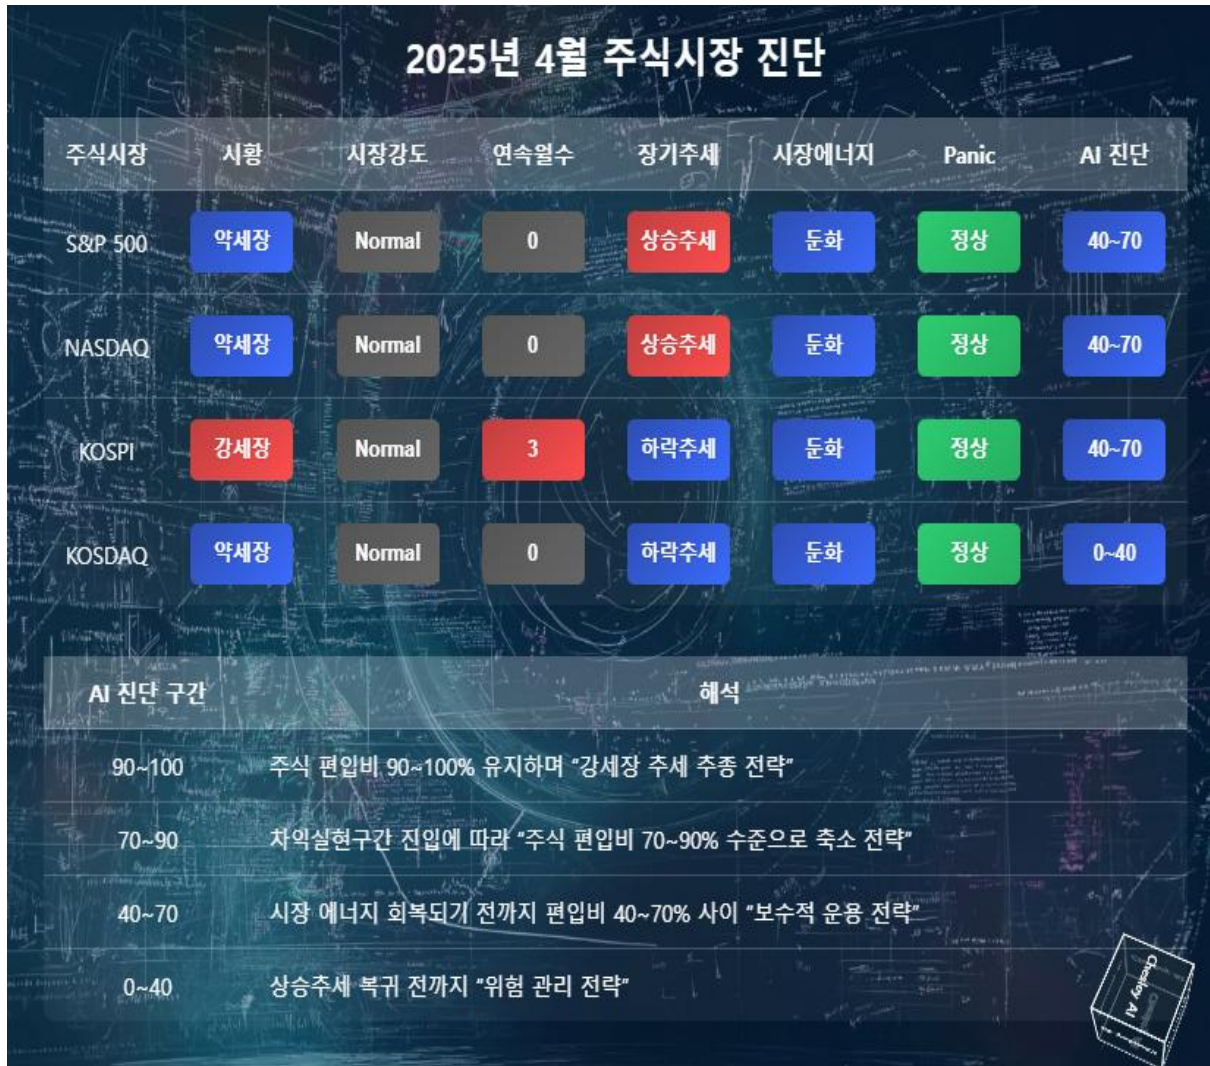 2025년 4월 주식시장 진단
주식시장 시황 시장강도 연속월수 장기추세 시장에너지 Panic AI 진단
S&P 500 약세장 Normal 0 상승추세 둔화 정상 40~70
NASDAQ 약세장 Normal 0 상승추세 둔화 정상 40~70
KOSPI 강세장 Normal 3 하락추세 둔화 정상 40~70
KOSDAQ 약세장 Normal 0 하락추세 둔화 정상 0~40
AI 진단 구간 해석
90~100 주식 편입비 90~100% 유지하며 "강세장 추세 추종 전략"
70~90 차익실현구간 진입에 따라 "주식 편입비 70~90% 수준으로 축소 전략"
40~70 시장 에너지 회복되기 전까지 편입비 40~70% 사이 "보수적 운용 전략"
0~40 상승추세 복귀 전까지 "위험 관리 전략"